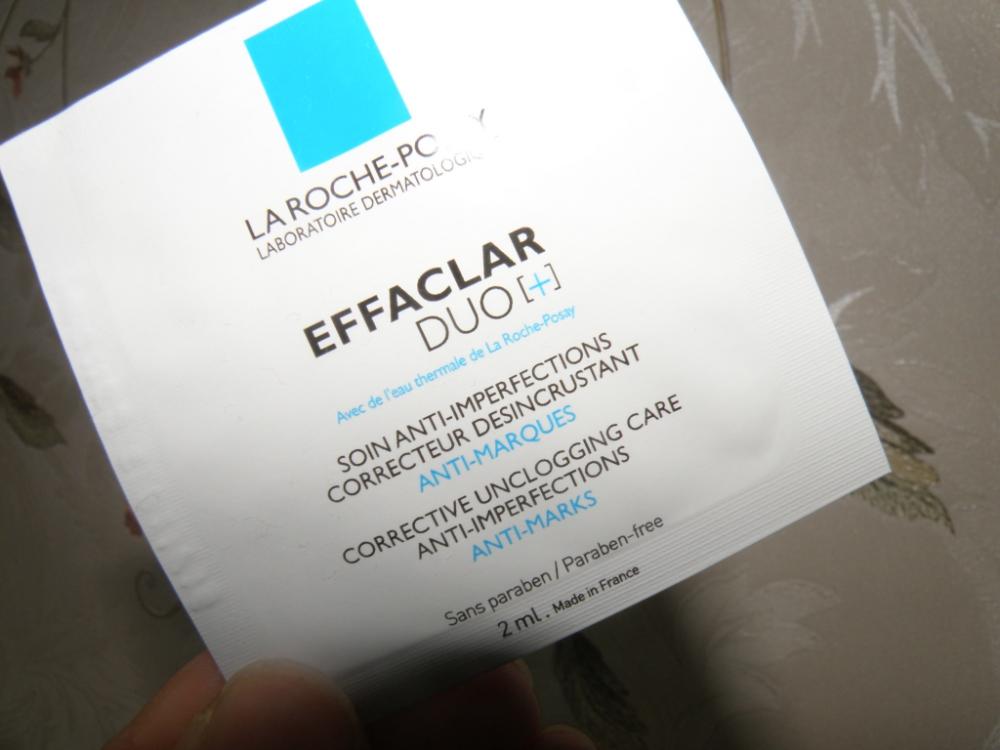 LA ROCHE-POSAY
LABORATOIRE DERMATOLOGIQ
EFFACLAR
DUO [+]
Avec de l'eau thermale de La Roche-Posay
SOIN ANTI-IMPERFECTIONS
CORRECTEUR DESINCRUSTANT
ANTI-MARQUES
CORRECTIVE UNCLOGGING CARE
ANTI-IMPERFECTIONS
ANTI-MARKS
Sans paraben / Paraben-free
2 ml . Made in France